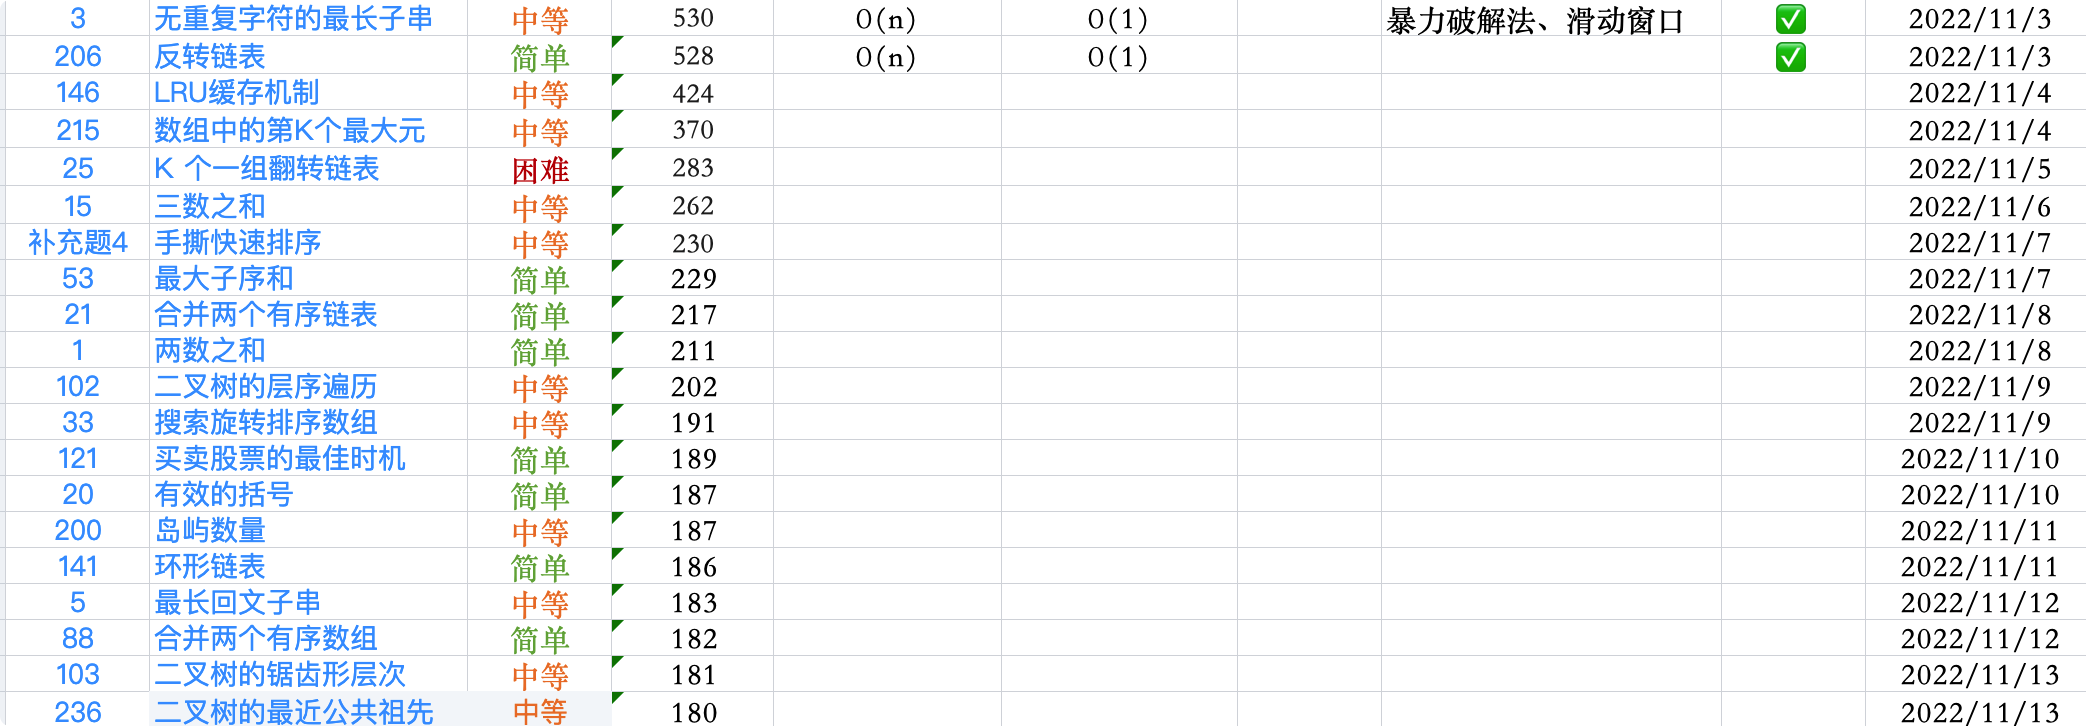 3 无重复字符的最长子串 中等 530 O(n) O(1) 暴力破解法、滑动窗口 ✅ 2022/11/3
206 反转链表 简单 528 O(n) O(1) ✅ 2022/11/3
146 LRU缓存机制 中等 424 2022/11/4
215 数组中的第K个最大元 中等 370 2022/11/4
25 K 个一组翻转链表 困难 283 2022/11/5
15 三数之和 中等 262 2022/11/6
补充题4 手撕快速排序 中等 230 2022/11/7
53 最大子序和 简单 229 2022/11/7
21 合并两个有序链表 简单 217 2022/11/8
1 两数之和 简单 211 2022/11/8
102 二叉树的层序遍历 中等 202 2022/11/9
33 搜索旋转排序数组 中等 191 2022/11/9
121 买卖股票的最佳时机 简单 189 2022/11/10
20 有效的括号 简单 187 2022/11/10
200 岛屿数量 中等 187 2022/11/11
141 环形链表 简单 186 2022/11/11
5 最长回文子串 中等 183 2022/11/12
88 合并两个有序数组 简单 182 2022/11/12
103 二叉树的锯齿形层次 中等 181 2022/11/13
236 二叉树的最近公共祖先 中等 180 2022/11/13